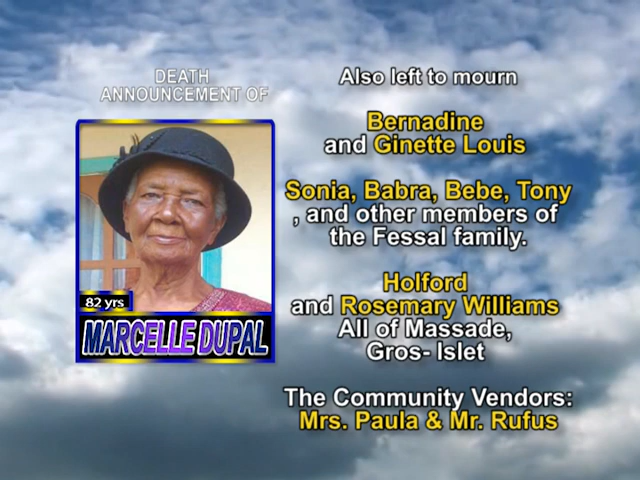 DEATH
ANNOUNCEMENT OF
82 yrs
MARCELLE DUPAL
Also left to mourn
Bernadine
and Ginette Louis
Sonia, Babra, Bebe, Tony
, and other members of
the Fessal family.
Holford
and Rosemary Williams
All of Massade,
Gros- Islet
The Community Vendors:
Mrs. Paula & Mr. Rufus